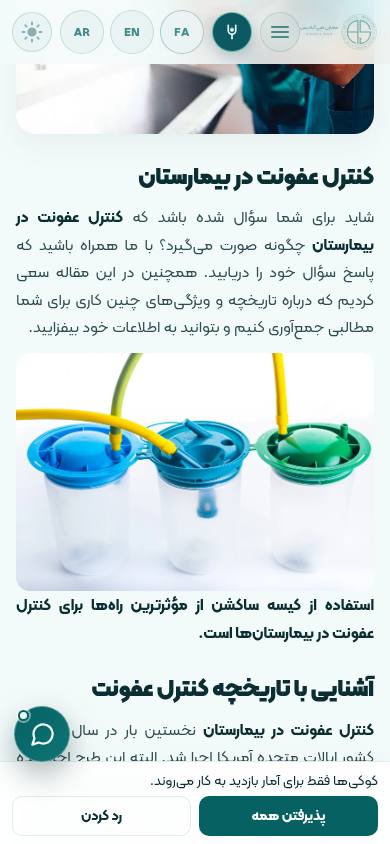 AR
EN
FA
کنترل عفونت در بیمارستان
شاید برای شما سؤال شده باشد که کنترل عفونت در
بیمارستان چگونه صورت می‌گیرد؟ با ما همراه باشید که
پاسخ سؤال خود را دریابید. همچنین در این مقاله سعی
کردیم که درباره تاریخچه و ویژگی‌های چنین کاری برای شما
مطالبی جمع‌آوری کنیم و بتوانید به اطلاعات خود بیفزایید.
استفاده از کیسه ساکشن از مؤثرترین راه‌ها برای کنترل
عفونت در بیمارستان‌ها است.
آشنایی با تاریخچه کنترل عفونت
کنترل عفونت در بیمارستان نخستین بار در سال
کشور ایالات متحده آمریکا اجرا شد. البته این طرح
کوکی‌ها فقط برای آمار بازدید به کار می‌روند.
پذیرفتن همه
رد کردن